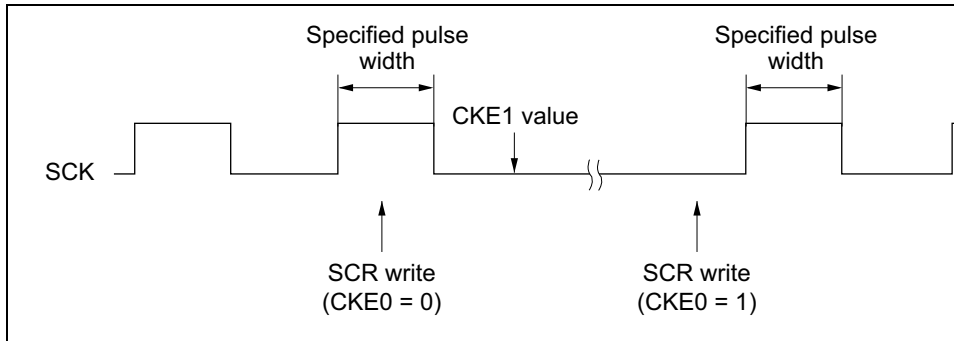 Specified pulse
width
Specified pulse
width
CKE1 value
SCK
SCR write
(CKE0 = 0)
SCR write
(CKE0 = 1)